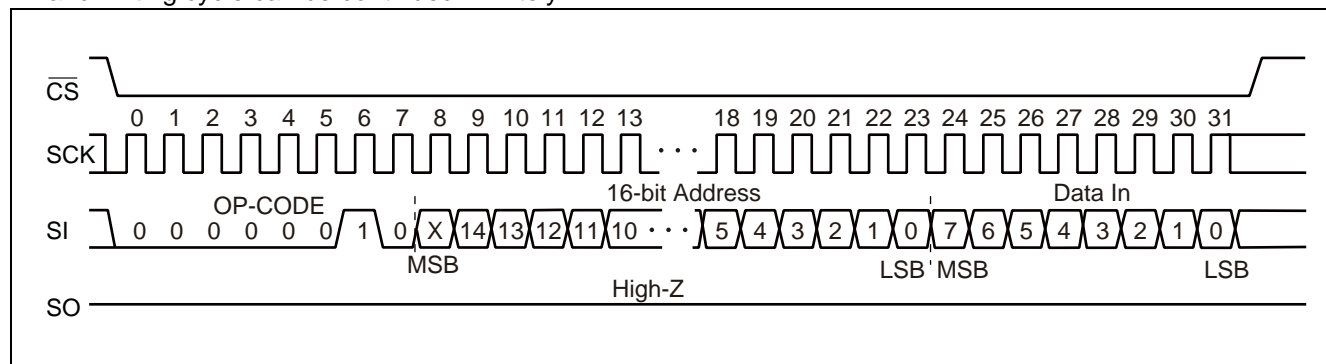 CS
0 1 2 3 4 5 6 7 8 9 10 11 12 13 18 19 20 21 22 23 24 25 26 27 28 29 30 31
SCK
· · ·
OP-CODE 16-bit Address Data In
SI 0 0 0 0 0 0 1 0 X 14 13 12 11 10 · · · 5 4 3 2 1 0 7 6 5 4 3 2 1 0
MSB LSB MSB LSB
High-Z
SO